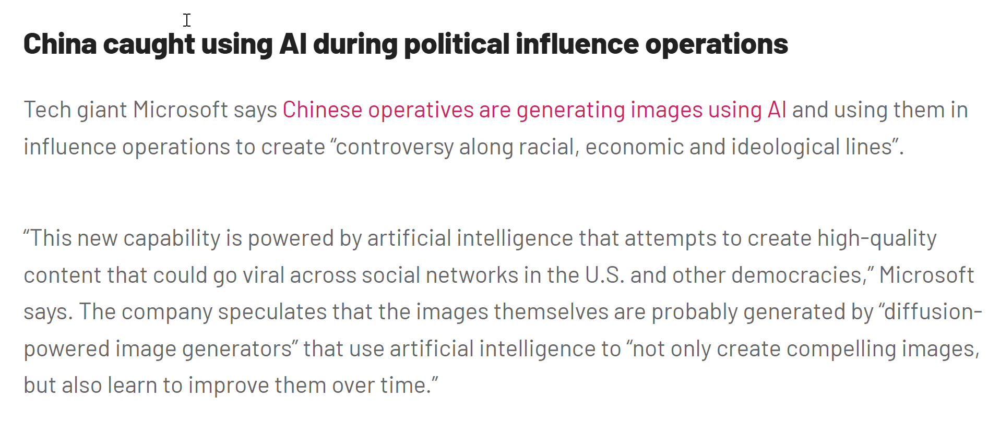 China caught using AI during political influence operations
Tech giant Microsoft says Chinese operatives are generating images using AI and using them in
influence operations to create “controversy along racial, economic and ideological lines”.
“This new capability is powered by artificial intelligence that attempts to create high-quality
content that could go viral across social networks in the U.S. and other democracies,” Microsoft
says. The company speculates that the images themselves are probably generated by “diffusion-
powered image generators” that use artificial intelligence to “not only create compelling images,
but also learn to improve them over time.”